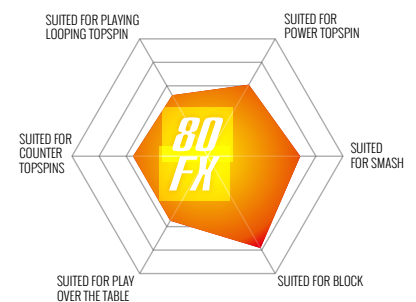 SUITED FOR PLAYING
LOOPING TOPSPIN
SUITED FOR
POWER TOPSPIN
80
FX
SUITED FOR
COUNTER
TOPSPINS
SUITED
FOR SMASH
SUITED FOR PLAY
OVER THE TABLE
SUITED FOR BLOCK